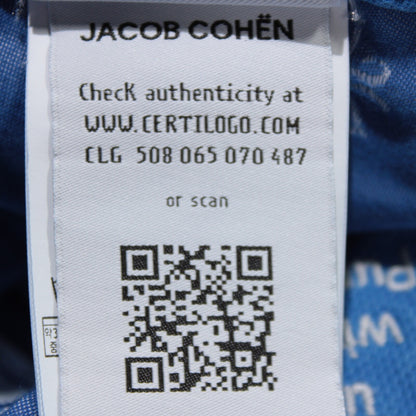 JACOB COHËN
Check authenticity at
WWW.CERTILOGO.COM
CLG 508 065 070 487
or scan